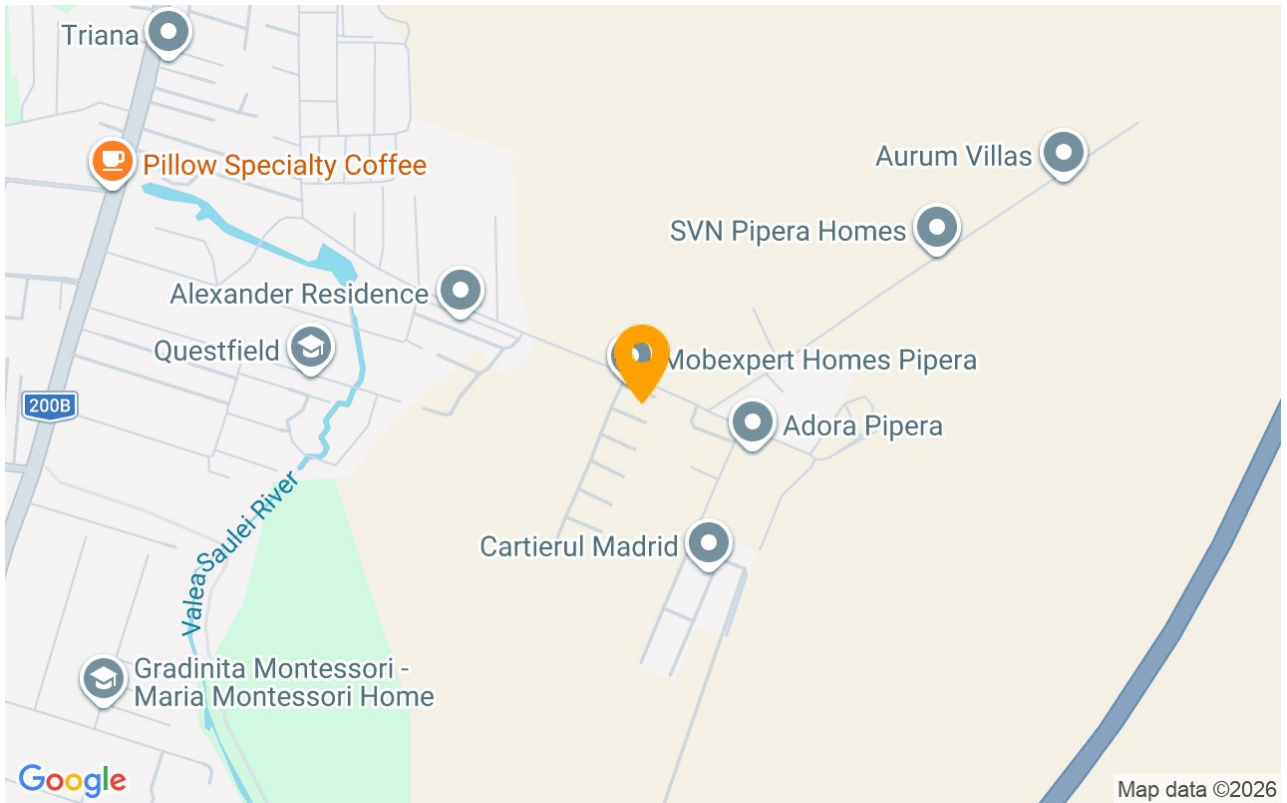 Triana
Pillow Specialty Coffee
Aurum Villas
SVN Pipera Homes
Alexander Residence
Questfield
Mobexpert Homes Pipera
200B
Adora Pipera
Cartierul Madrid
Valea Saulei River
Gradinita Montessori -
Maria Montessori Home
Google
Map data ©2026